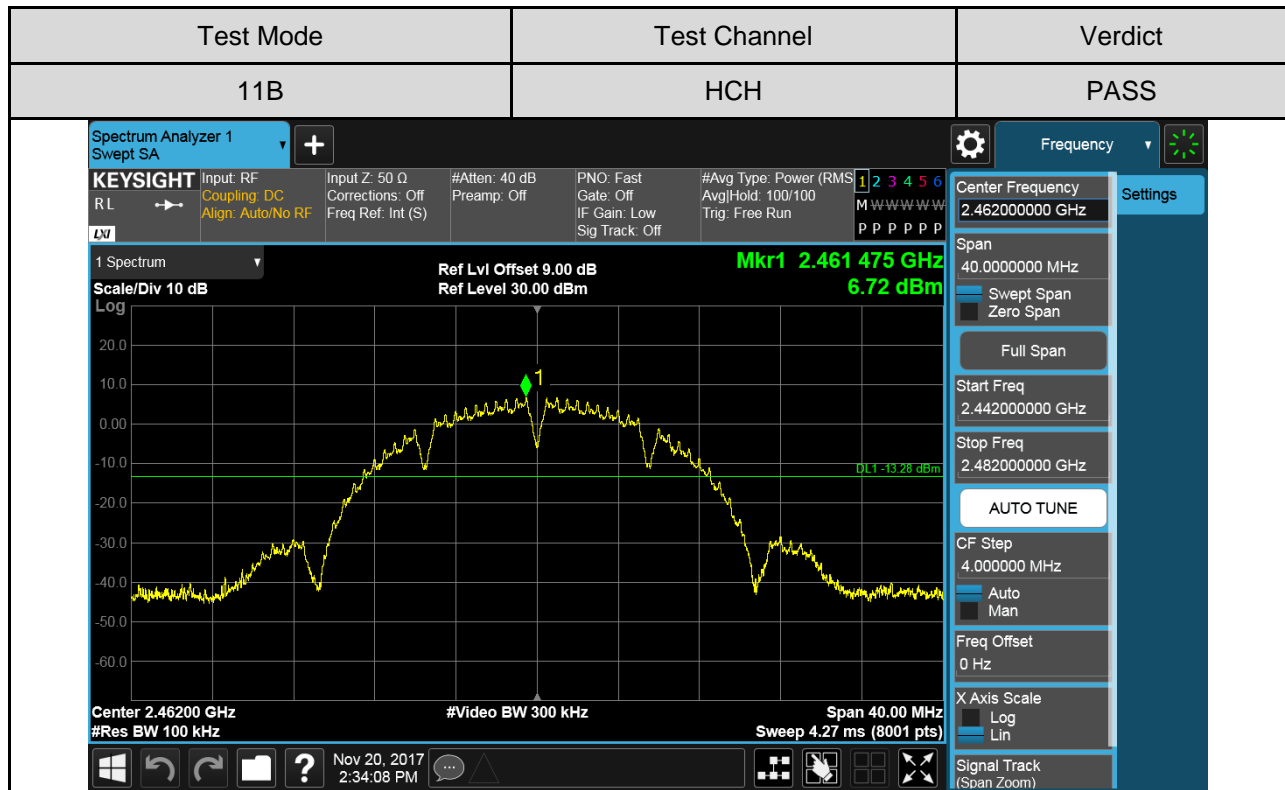 Test Mode Test Channel Verdict
11B HCH PASS
Spectrum Analyzer 1
Swept SA
+
Frequency
KEYSIGHT
R L
LXI
Input: RF
Coupling: DC
Align: Auto/No RF
Input Z: 50 Ω
Corrections: Off
Freq Ref: Int (S)
#Atten: 40 dB
Preamp: Off
PNO: Fast
Gate: Off
IF Gain: Low
Sig Track: Off
#Avg Type: Power (RMS
Avg|Hold: 100/100
Trig: Free Run
1 2 3 4 5 6
M W W W W W
P P P P P P
1 Spectrum
Scale/Div 10 dB
Log
Ref Lvl Offset 9.00 dB
Ref Level 30.00 dBm
Mkr1 2.461 475 GHz
6.72 dBm
20.0
10.0
0.00
-10.0
-20.0
-30.0
-40.0
-50.0
-60.0
1
DL1 -13.28 dBm
Center 2.46200 GHz
#Res BW 100 kHz
#Video BW 300 kHz
Span 40.00 MHz
Sweep 4.27 ms (8001 pts)
?
Nov 20, 2017
2:34:08 PM
Center Frequency
2.462000000 GHz
Settings
Span
40.0000000 MHz
Swept Span
Zero Span
Full Span
Start Freq
2.442000000 GHz
Stop Freq
2.482000000 GHz
AUTO TUNE
CF Step
4.000000 MHz
Auto
Man
Freq Offset
0 Hz
X Axis Scale
Log
Lin
Signal Track
(Span Zoom)